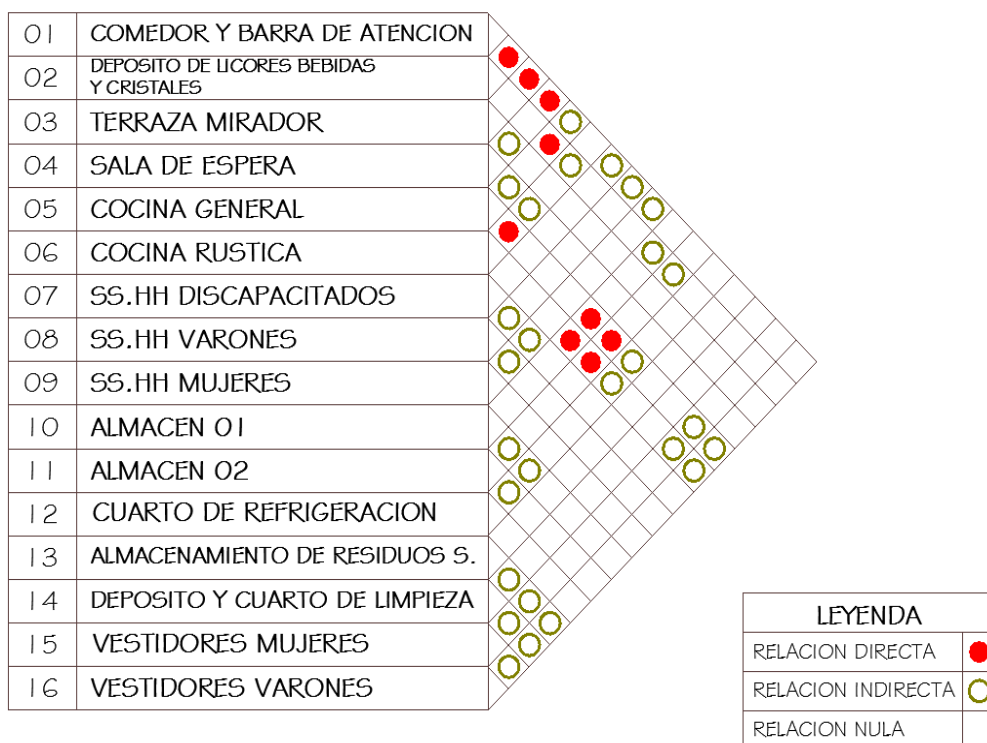 01 COMEDOR Y BARRA DE ATENCION
02 DEPOSITO DE LICORES BEBIDAS
Y CRISTALES
03 TERRAZA MIRADOR
04 SALA DE ESPERA
05 COCINA GENERAL
06 COCINA RUSTICA
07 SS.HH DISCAPACITADOS
08 SS.HH VARONES
09 SS.HH MUJERES
10 ALMACEN 01
11 ALMACEN 02
12 CUARTO DE REFRIGERACION
13 ALMACENAMIENTO DE RESIDUOS S.
14 DEPOSITO Y CUARTO DE LIMPIEZA
15 VESTIDORES MUJERES
16 VESTIDORES VARONES
LEYENDA
RELACION DIRECTA
RELACION INDIRECTA
RELACION NULA